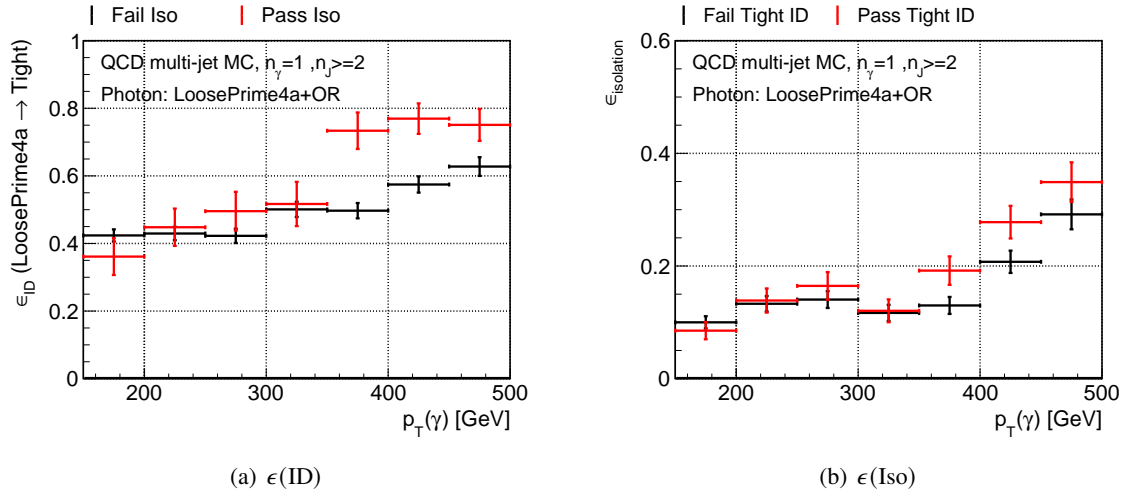 Fail Iso Pass Iso
ϵ_ID (LoosePrime4a → Tight)
1
0.8
0.6
0.4
0.2
0
QCD multi-jet MC, n_γ=1 ,n_J>=2
Photon: LoosePrime4a+OR
200 300 400 500
p_T(γ) [GeV]
(a) ϵ(ID)
Fail Tight ID Pass Tight ID
ϵ_isolation
0.6
0.4
0.2
0
QCD multi-jet MC, n_γ=1 ,n_J>=2
Photon: LoosePrime4a+OR
200 300 400 500
p_T(γ) [GeV]
(b) ϵ(Iso)